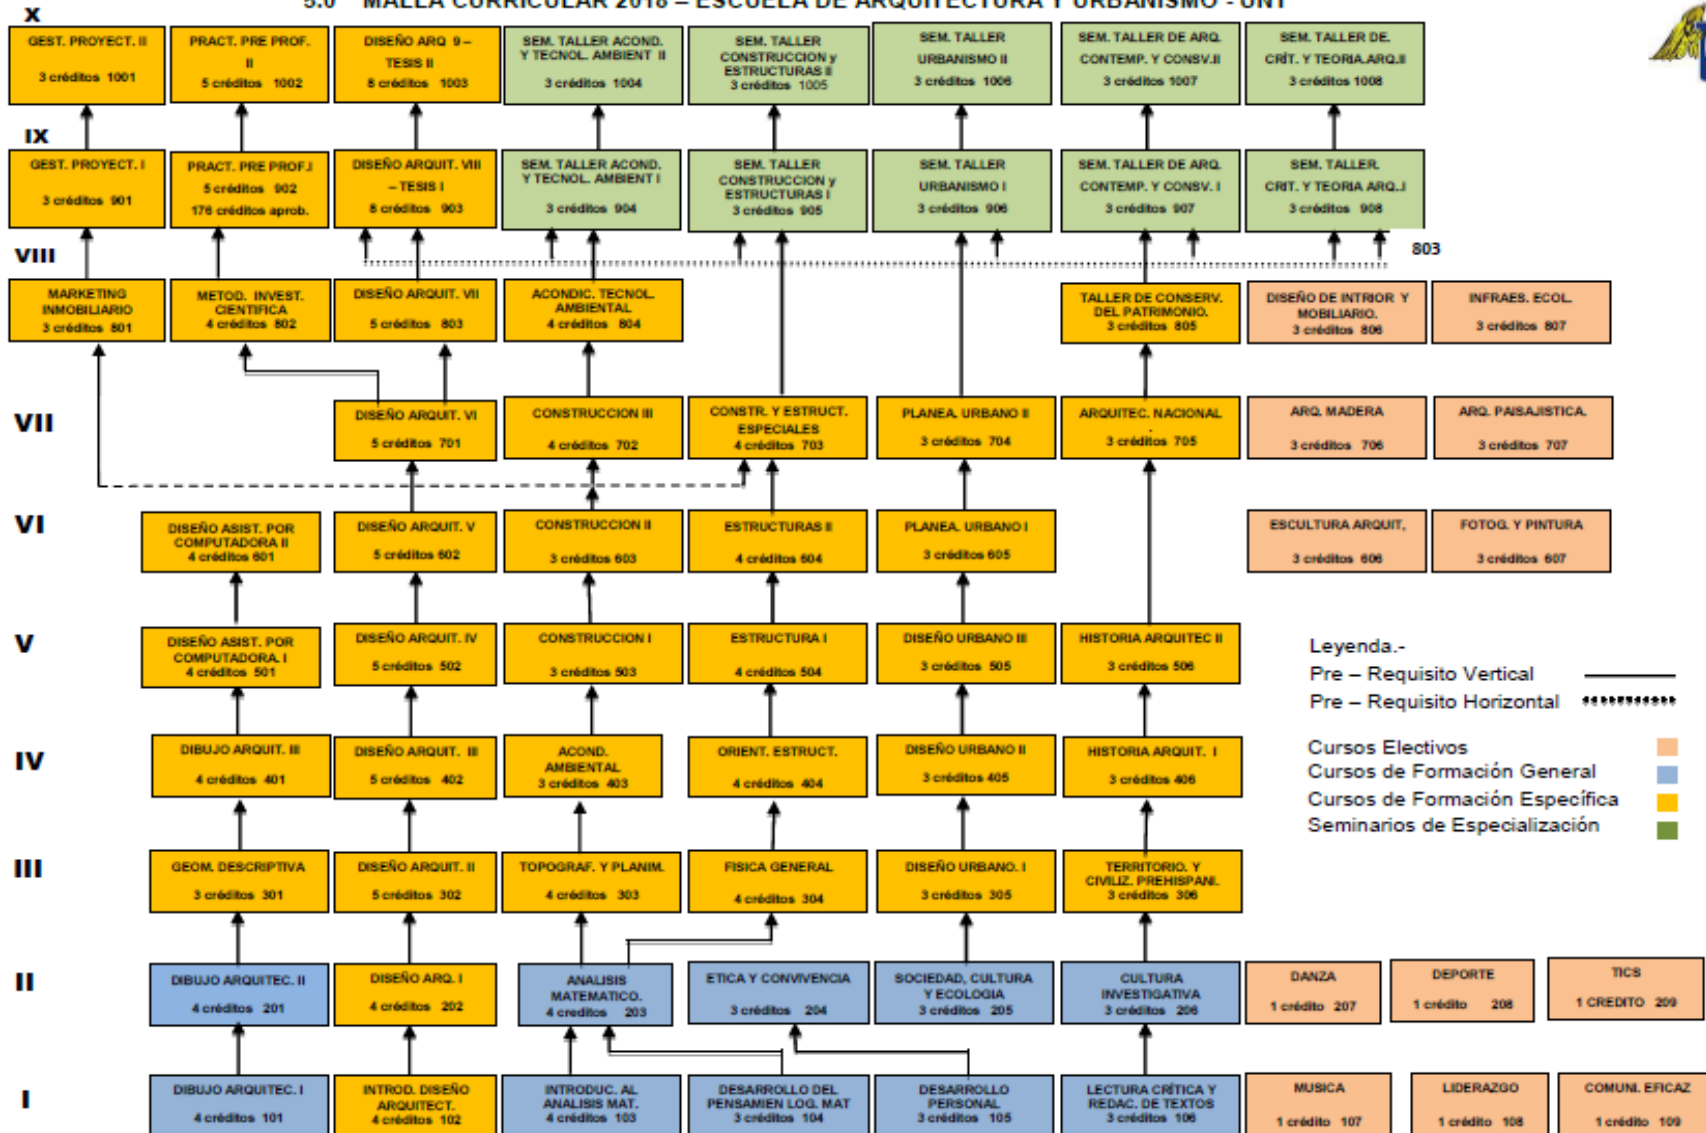 5.0 MALLA CURRICULAR 2018 – ESCUELA DE ARQUITECTURA Y URBANISMO - UNT
X
GEST. PROYECT. II
3 créditos 1001
PRACT. PRE PROF.
II
5 créditos 1002
DISEÑO ARQ 9 –
TESIS II
8 créditos 1003
SEM. TALLER ACOND.
Y TECNOL. AMBIENT II
3 créditos 1004
SEM. TALLER
CONSTRUCCION y
ESTRUCTURAS II
3 créditos 1005
SEM. TALLER
URBANISMO II
3 créditos 1006
SEM. TALLER DE ARQ.
CONTEMP. Y CONSV.II
3 créditos 1007
SEM. TALLER DE.
CRÍT. Y TEORIA.ARQ.II
3 créditos 1008
IX
GEST. PROYECT. I
3 créditos 901
PRACT. PRE PROF.I
5 créditos 902
176 créditos aprob.
DISEÑO ARQUIT. VIII
– TESIS I
8 créditos 903
SEM. TALLER ACOND.
Y TECNOL. AMBIENT I
3 créditos 904
SEM. TALLER
CONSTRUCCION y
ESTRUCTURAS I
3 créditos 905
SEM. TALLER
URBANISMO I
3 créditos 906
SEM. TALLER DE ARQ.
CONTEMP. Y CONSV. I
3 créditos 907
SEM. TALLER.
CRIT. Y TEORIA ARQ.I
3 créditos 908
803
VIII
MARKETING
INMOBILIARIO
3 créditos 801
METOD. INVEST.
CIENTIFICA
4 créditos 802
DISEÑO ARQUIT. VII
5 créditos 803
ACONDIC. TECNOL.
AMBIENTAL
4 créditos 804
TALLER DE CONSERV.
DEL PATRIMONIO.
3 créditos 805
DISEÑO DE INTRIOR Y
MOBILIARIO.
3 créditos 806
INFRAES. ECOL.
3 créditos 807
VII
DISEÑO ARQUIT. VI
5 créditos 701
CONSTRUCCION III
4 créditos 702
CONSTR. Y ESTRUCT.
ESPECIALES
4 créditos 703
PLANEA. URBANO II
3 créditos 704
ARQUITEC. NACIONAL
.
3 créditos 705
ARQ. MADERA
3 créditos 706
ARQ. PAISAJISTICA.
3 créditos 707
VI
DISEÑO ASIST. POR
COMPUTADORA II
4 créditos 601
DISEÑO ARQUIT. V
5 créditos 602
CONSTRUCCION II
3 créditos 603
ESTRUCTURAS II
4 créditos 604
PLANEA. URBANO I
3 créditos 605
ESCULTURA ARQUIT,
3 créditos 606
FOTOG. Y PINTURA
3 créditos 607
V
DISEÑO ASIST. POR
COMPUTADORA. I
4 créditos 501
DISEÑO ARQUIT. IV
5 créditos 502
CONSTRUCCION I
3 créditos 503
ESTRUCTURA I
4 créditos 504
DISEÑO URBANO III
3 créditos 505
HISTORIA ARQUITEC II
3 créditos 506
Leyenda.-
Pre – Requisito Vertical
Pre – Requisito Horizontal
Cursos Electivos
Cursos de Formación General
Cursos de Formación Específica
Seminarios de Especialización
IV
DIBUJO ARQUIT. III
4 créditos 401
DISEÑO ARQUIT. III
5 créditos 402
ACOND.
AMBIENTAL
3 créditos 403
ORIENT. ESTRUCT.
4 créditos 404
DISEÑO URBANO II
3 créditos 405
HISTORIA ARQUIT. I
3 créditos 406
III
GEOM. DESCRIPTIVA
3 créditos 301
DISEÑO ARQUIT. II
5 créditos 302
TOPOGRAF. Y PLANIM.
4 créditos 303
FISICA GENERAL
4 créditos 304
DISEÑO URBANO. I
3 créditos 305
TERRITORIO. Y
CIVILIZ. PREHISPANI.
3 créditos 306
II
DIBUJO ARQUITEC. II
4 créditos 201
DISEÑO ARQ. I
4 créditos 202
ANALISIS
MATEMATICO.
4 créditos 203
ETICA Y CONVIVENCIA
3 créditos 204
SOCIEDAD, CULTURA
Y ECOLOGIA
3 créditos 205
CULTURA
INVESTIGATIVA
3 créditos 206
DANZA
1 crédito 207
DEPORTE
1 crédito 208
TICS
1 CREDITO 209
I
DIBUJO ARQUITEC. I
4 créditos 101
INTROD. DISEÑO
ARQUITECT.
4 créditos 102
INTRODUC. AL
ANALISIS MAT.
4 créditos 103
DESARROLLO DEL
PENSAMIEN LOG. MAT
3 créditos 104
DESARROLLO
PERSONAL
3 créditos 105
LECTURA CRÍTICA Y
REDAC. DE TEXTOS
3 créditos 106
MUSICA
1 crédito 107
LIDERAZGO
1 crédito 108
COMUNI. EFICAZ
1 crédito 109